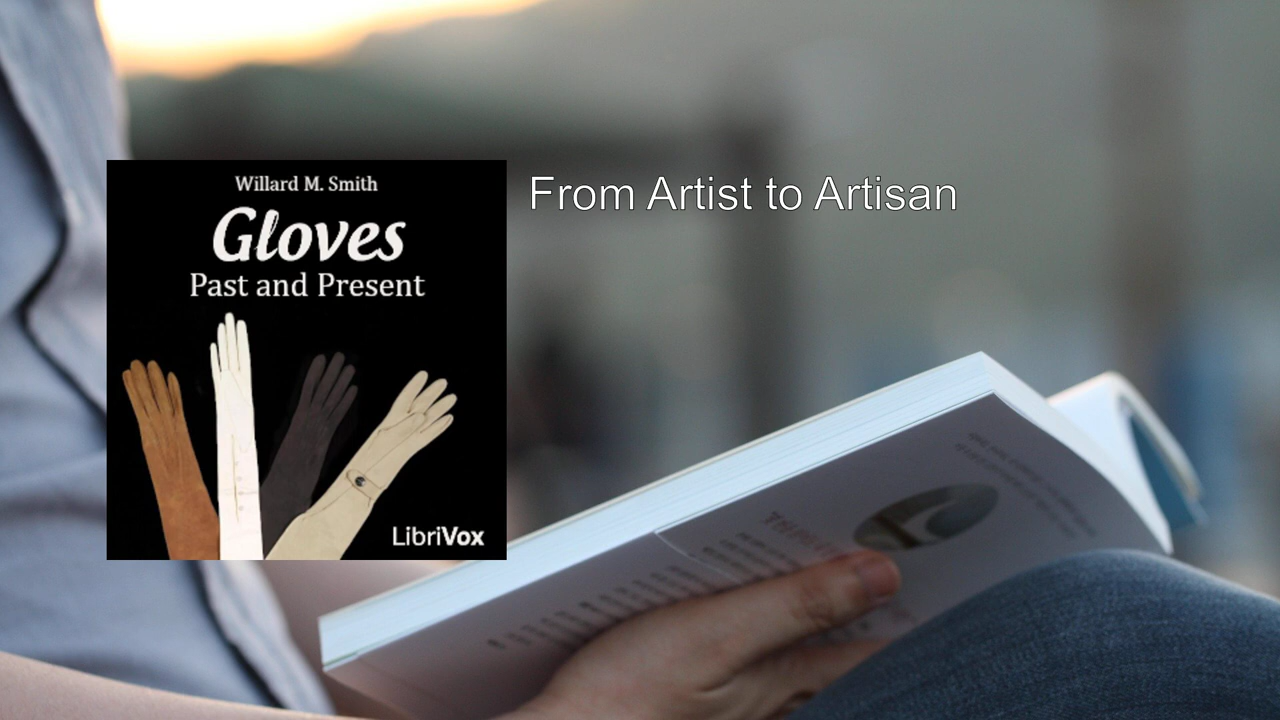 Willard M. Smith
Gloves
Past and Present
LibriVox
From Artist to Artisan